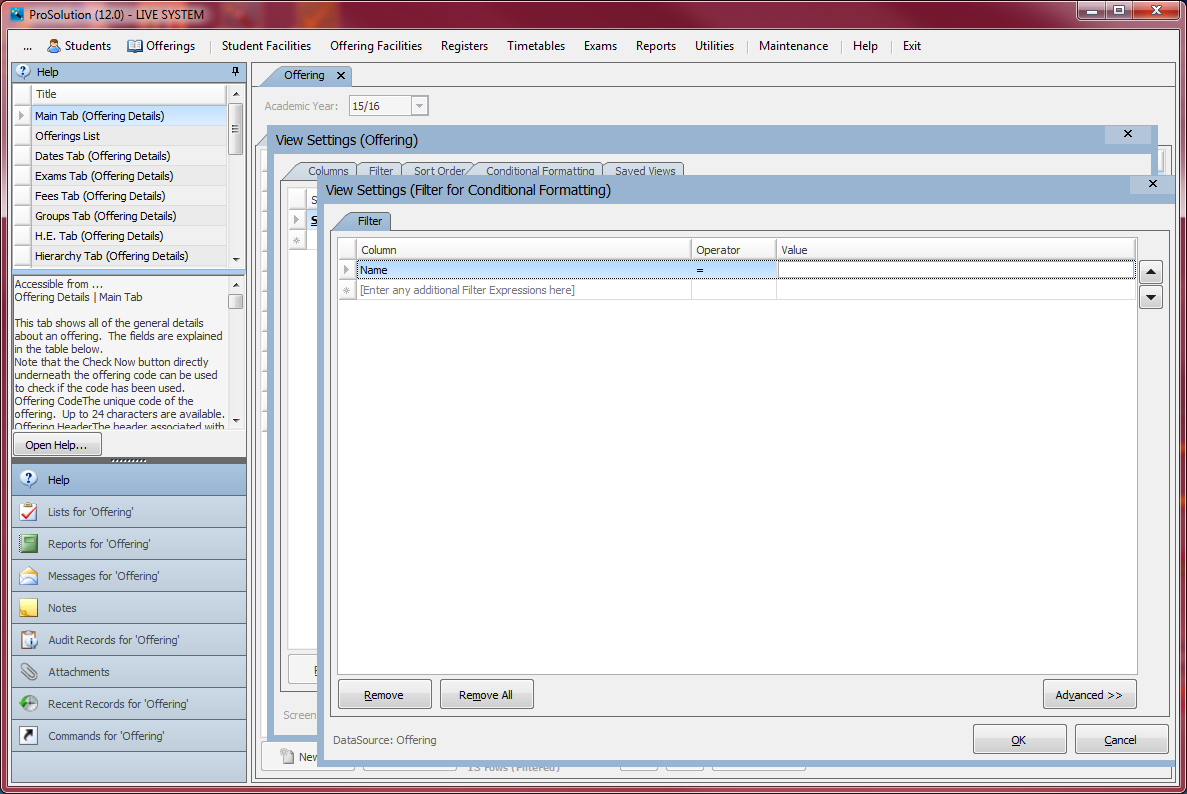 ProSolution (12.0) - LIVE SYSTEM
... Students Offerings Student Facilities Offering Facilities Registers Timetables Exams Reports Utilities Maintenance Help Exit
Help
Title
Main Tab (Offering Details)
Offerings List
Dates Tab (Offering Details)
Exams Tab (Offering Details)
Fees Tab (Offering Details)
Groups Tab (Offering Details)
H.E. Tab (Offering Details)
Hierarchy Tab (Offering Details)
Accessible from ...
Offering Details | Main Tab
This tab shows all of the general details
about an offering. The fields are explained
in the table below.
Note that the Check Now button directly
underneath the offering code can be used
to check if the code has been used.
Offering CodeThe unique code of the
offering. Up to 24 characters are available.
Offering HeaderThe header associated with
Open Help...
Help
Lists for 'Offering'
Reports for 'Offering'
Messages for 'Offering'
Notes
Audit Records for 'Offering'
Attachments
Recent Records for 'Offering'
Commands for 'Offering'
Offering
Academic Year: 15/16
View Settings (Offering)
Columns Filter Sort Order Conditional Formatting Saved Views
S
S
View Settings (Filter for Conditional Formatting)
Filter
Column Operator Value
Name =
[Enter any additional Filter Expressions here]
Remove Remove All Advanced >>
Screen
DataSource: Offering
OK Cancel
New
13 rows (Filtered)